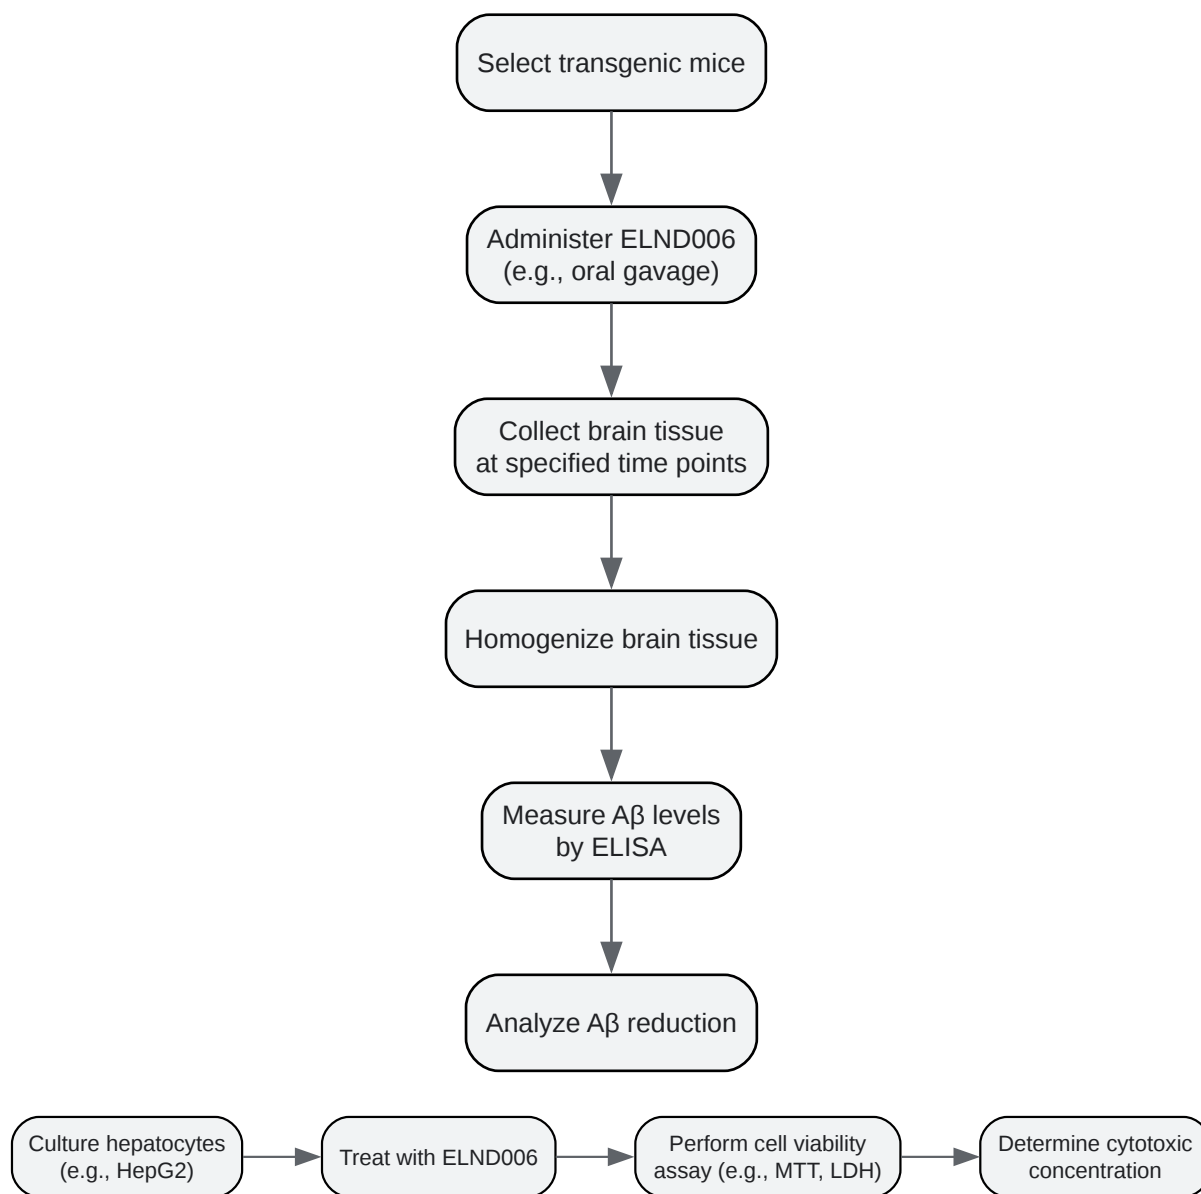 Select transgenic mice
Administer ELND006
(e.g., oral gavage)
Collect brain tissue
at specified time points
Homogenize brain tissue
Measure Aβ levels
by ELISA
Analyze Aβ reduction
Culture hepatocytes
(e.g., HepG2)
Treat with ELND006
Perform cell viability
assay (e.g., MTT, LDH)
Determine cytotoxic
concentration